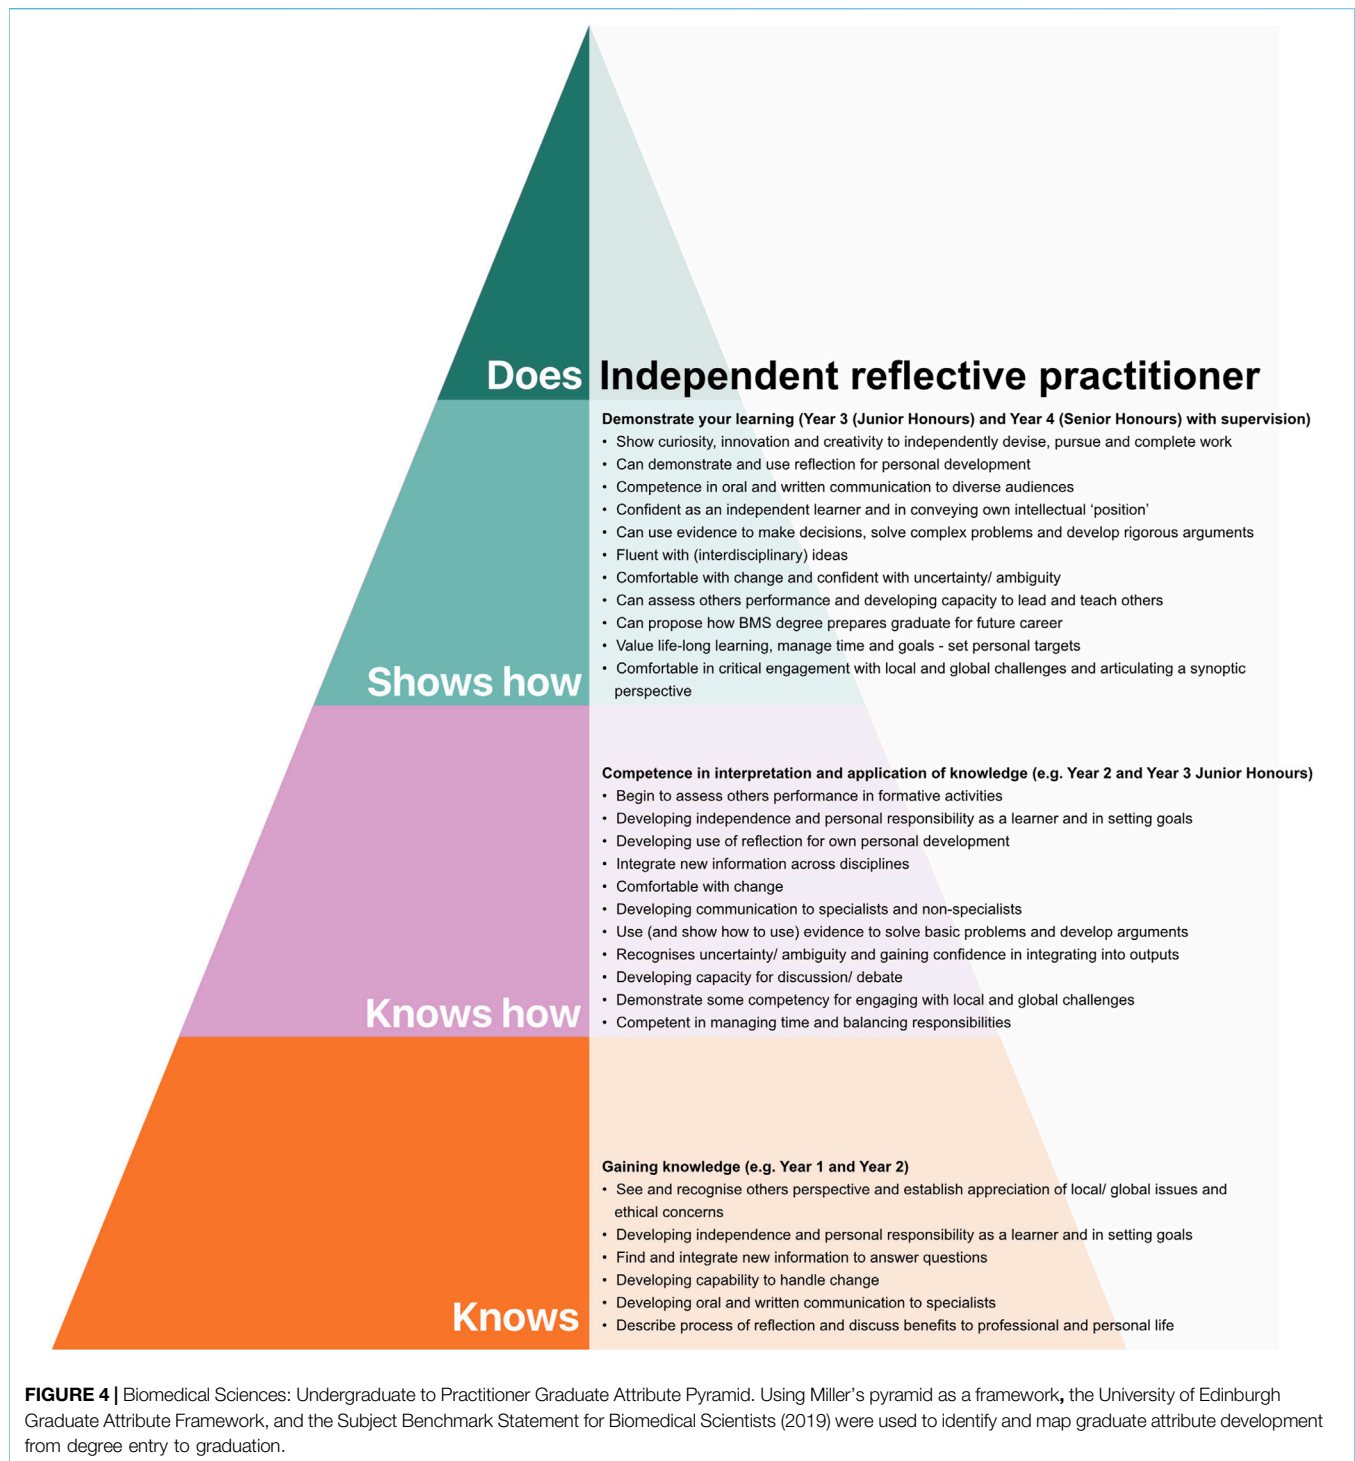 Does Independent reflective practitioner
Demonstrate your learning (Year 3 (Junior Honours) and Year 4 (Senior Honours) with supervision)
• Show curiosity, innovation and creativity to independently devise, pursue and complete work
• Can demonstrate and use reflection for personal development
• Competence in oral and written communication to diverse audiences
• Confident as an independent learner and in conveying own intellectual ‘position’
• Can use evidence to make decisions, solve complex problems and develop rigorous arguments
• Fluent with (interdisciplinary) ideas
• Comfortable with change and confident with uncertainty/ ambiguity
• Can assess others performance and developing capacity to lead and teach others
• Can propose how BMS degree prepares graduate for future career
• Value life-long learning, manage time and goals - set personal targets
• Comfortable in critical engagement with local and global challenges and articulating a synoptic
perspective
Shows how
Competence in interpretation and application of knowledge (e.g. Year 2 and Year 3 Junior Honours)
• Begin to assess others performance in formative activities
• Developing independence and personal responsibility as a learner and in setting goals
• Developing use of reflection for own personal development
• Integrate new information across disciplines
• Comfortable with change
• Developing communication to specialists and non-specialists
• Use (and show how to use) evidence to solve basic problems and develop arguments
• Recognises uncertainty/ ambiguity and gaining confidence in integrating into outputs
• Developing capacity for discussion/ debate
• Demonstrate some competency for engaging with local and global challenges
• Competent in managing time and balancing responsibilities
Knows how
Gaining knowledge (e.g. Year 1 and Year 2)
• See and recognise others perspective and establish appreciation of local/ global issues and
ethical concerns
• Developing independence and personal responsibility as a learner and in setting goals
• Find and integrate new information to answer questions
• Developing capability to handle change
• Developing oral and written communication to specialists
• Describe process of reflection and discuss benefits to professional and personal life
Knows
FIGURE 4 | Biomedical Sciences: Undergraduate to Practitioner Graduate Attribute Pyramid. Using Miller’s pyramid as a framework, the University of Edinburgh
Graduate Attribute Framework, and the Subject Benchmark Statement for Biomedical Scientists (2019) were used to identify and map graduate attribute development
from degree entry to graduation.